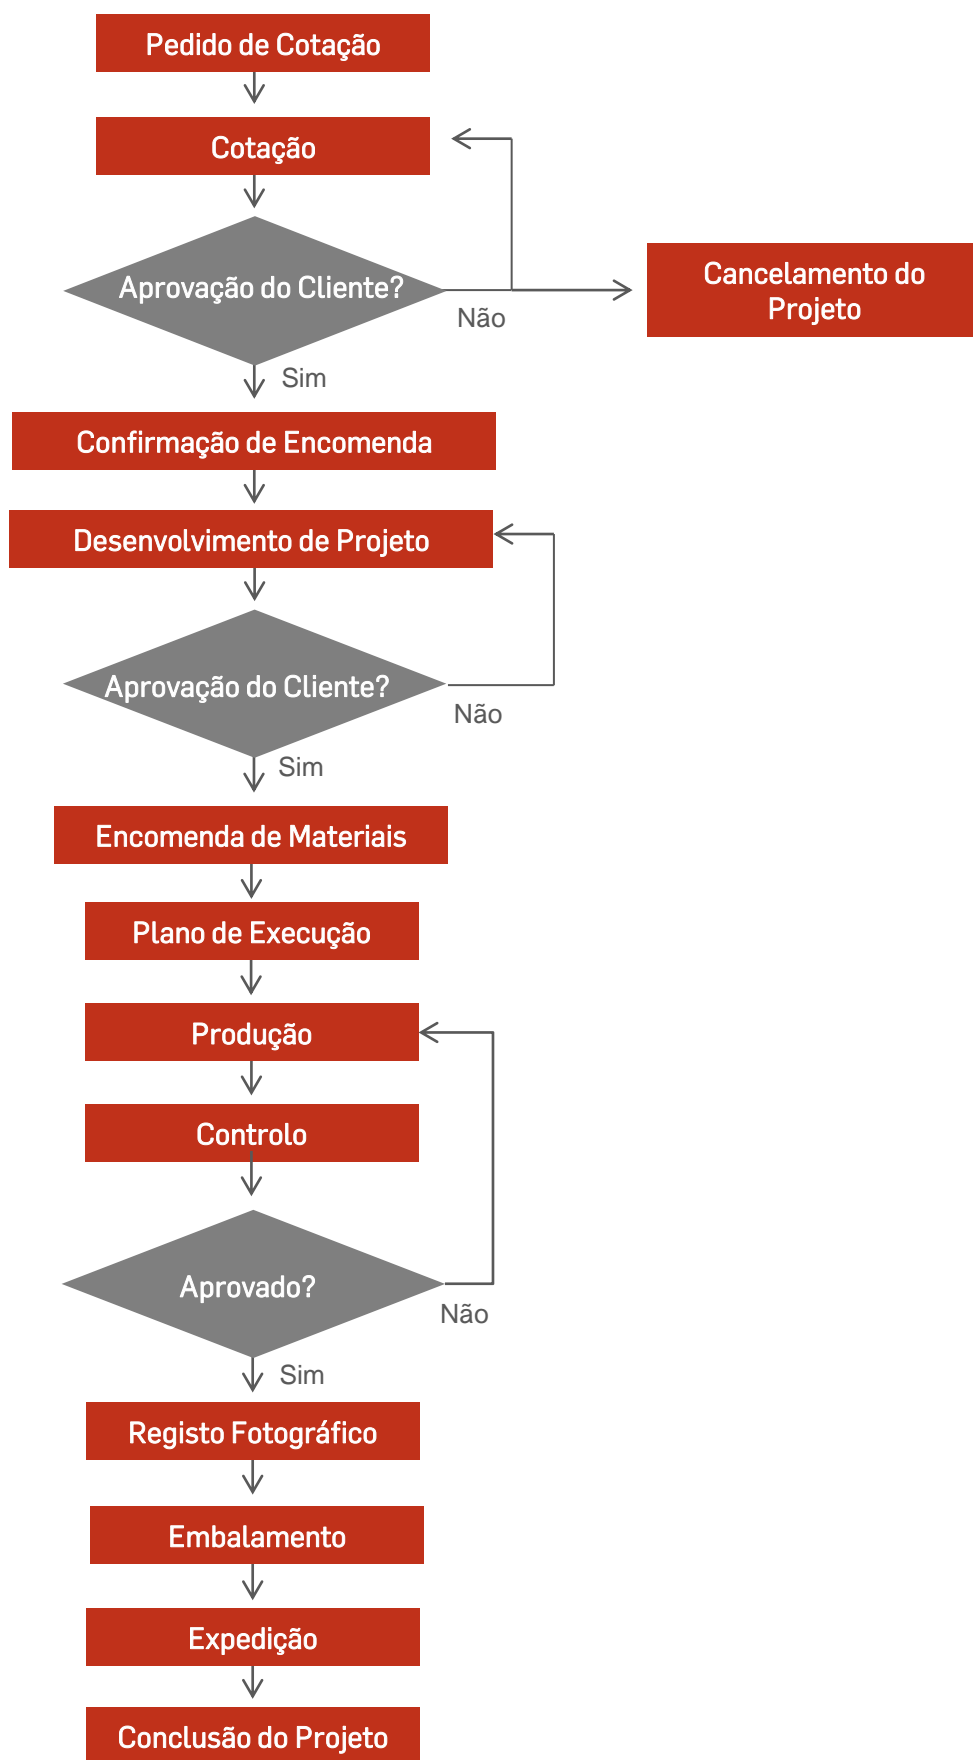 Pedido de Cotação
Cotação
Aprovação do Cliente?
Não
Cancelamento do
Projeto
Sim
Confirmação de Encomenda
Desenvolvimento de Projeto
Aprovação do Cliente?
Não
Sim
Encomenda de Materiais
Plano de Execução
Produção
Controlo
Aprovado?
Não
Sim
Registo Fotográfico
Embalamento
Expedição
Conclusão do Projeto